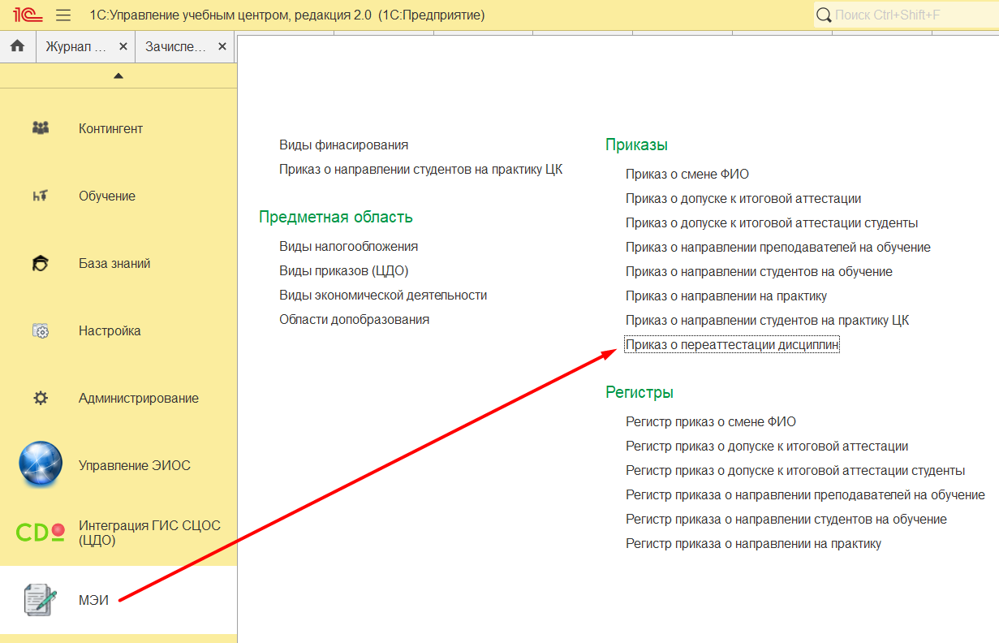 1С:Управление учебным центром, редакция 2.0 (1С:Предприятие)
Поиск Ctrl+Shift+F
Журнал ...
Зачисле...
Контингент
Обучение
База знаний
Настройка
Администрирование
Управление ЭИОС
CDO
Интеграция ГИС СЦОС
(ЦДО)
МЭИ
Виды финасирования
Приказ о направлении студентов на практику ЦК
Предметная область
Виды налогообложения
Виды приказов (ЦДО)
Виды экономической деятельности
Области допобразования
Приказы
Приказ о смене ФИО
Приказ о допуске к итоговой аттестации
Приказ о допуске к итоговой аттестации студенты
Приказ о направлении преподавателей на обучение
Приказ о направлении студентов на обучение
Приказ о направлении на практику
Приказ о направлении студентов на практику ЦК
Приказ о переаттестации дисциплин
Регистры
Регистр приказ о смене ФИО
Регистр приказ о допуске к итоговой аттестации
Регистр приказ о допуске к итоговой аттестации студенты
Регистр приказа о направлении преподавателей на обучение
Регистр приказа о направлении студентов на обучение
Регистр приказа о направлении на практику